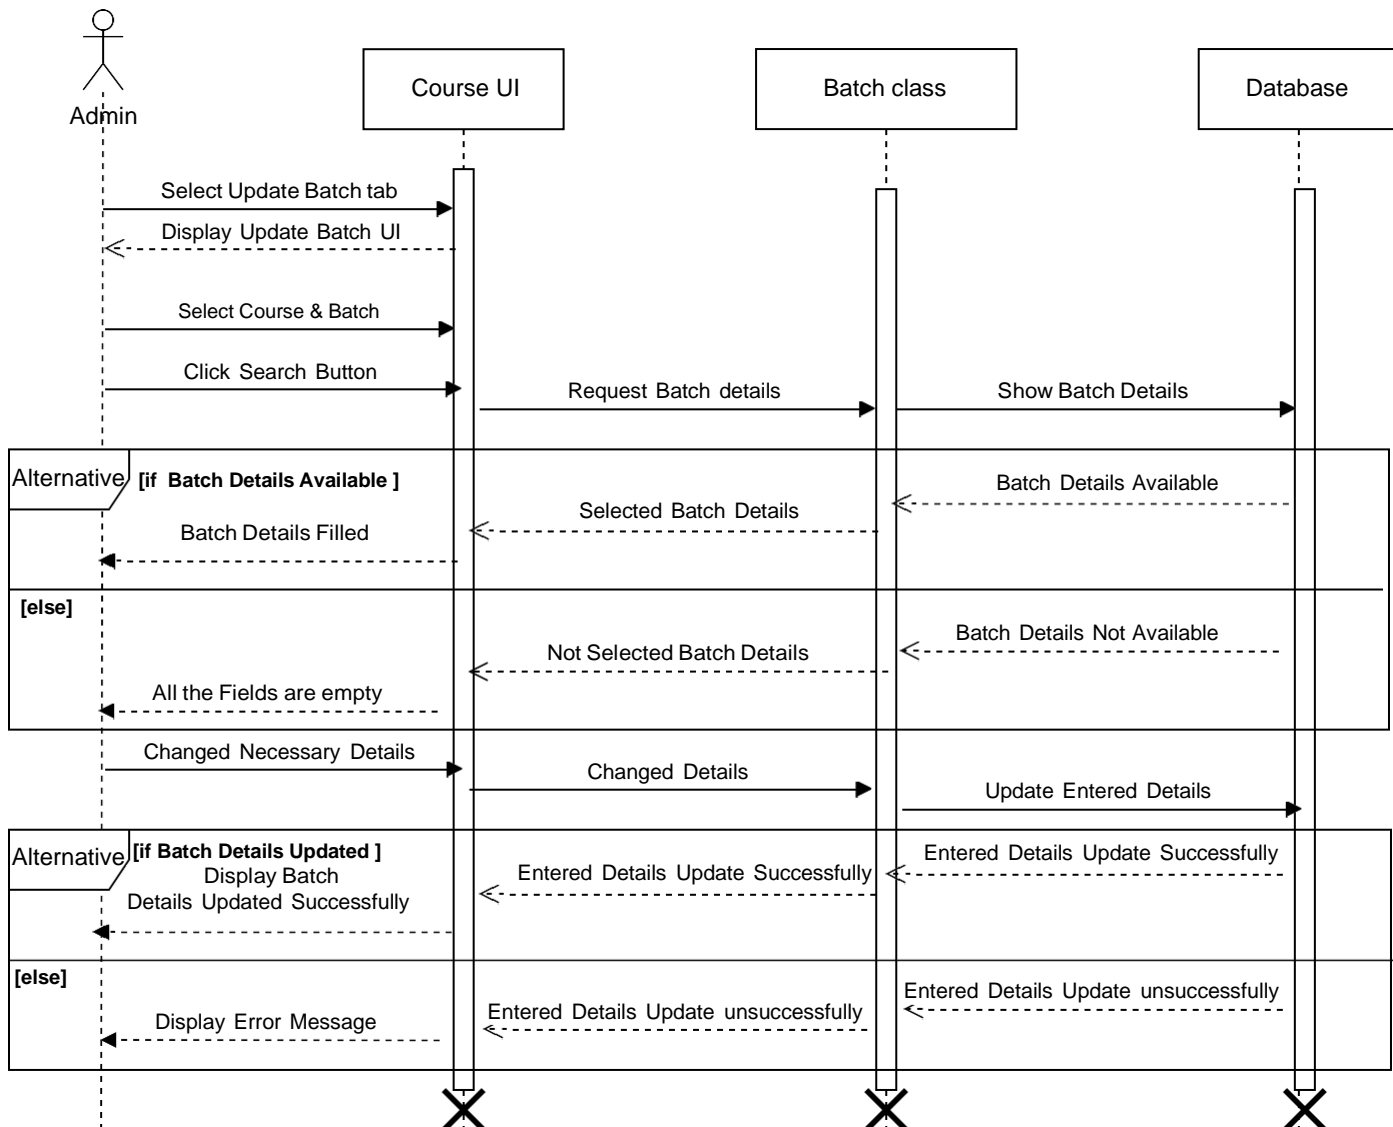 Admin
Course UI
Batch class
Database
Select Update Batch tab
Display Update Batch UI
Select Course & Batch
Click Search Button
Request Batch details
Show Batch Details
Alternative
[if Batch Details Available ]
Batch Details Available
Selected Batch Details
Batch Details Filled
[else]
Batch Details Not Available
Not Selected Batch Details
All the Fields are empty
Changed Necessary Details
Changed Details
Update Entered Details
Alternative
[if Batch Details Updated ]
Entered Details Update Successfully
Entered Details Update Successfully
Display Batch
Details Updated Successfully
[else]
Entered Details Update unsuccessfully
Entered Details Update unsuccessfully
Display Error Message